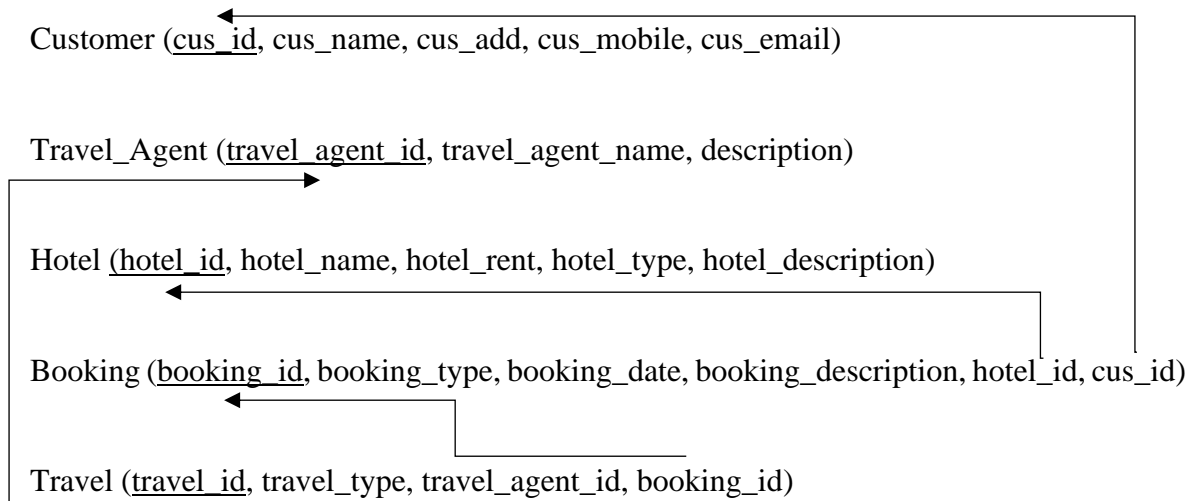 Customer (cus_id, cus_name, cus_add, cus_mobile, cus_email)
Travel_Agent (travel_agent_id, travel_agent_name, description)
Hotel (hotel_id, hotel_name, hotel_rent, hotel_type, hotel_description)
Booking (booking_id, booking_type, booking_date, booking_description, hotel_id, cus_id)
Travel (travel_id, travel_type, travel_agent_id, booking_id)